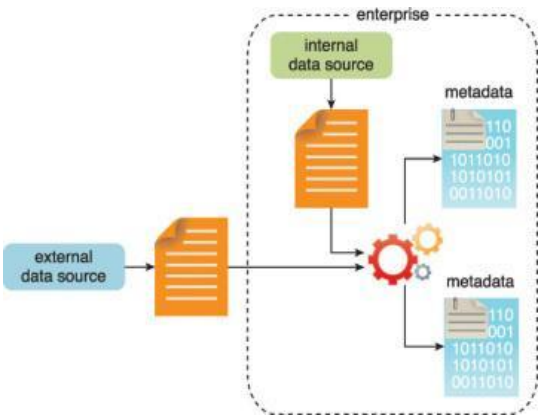 enterprise
internal
data source
metadata
110
001
1011010
1010101
0011010
external
data source
metadata
110
001
1011010
1010101
0011010